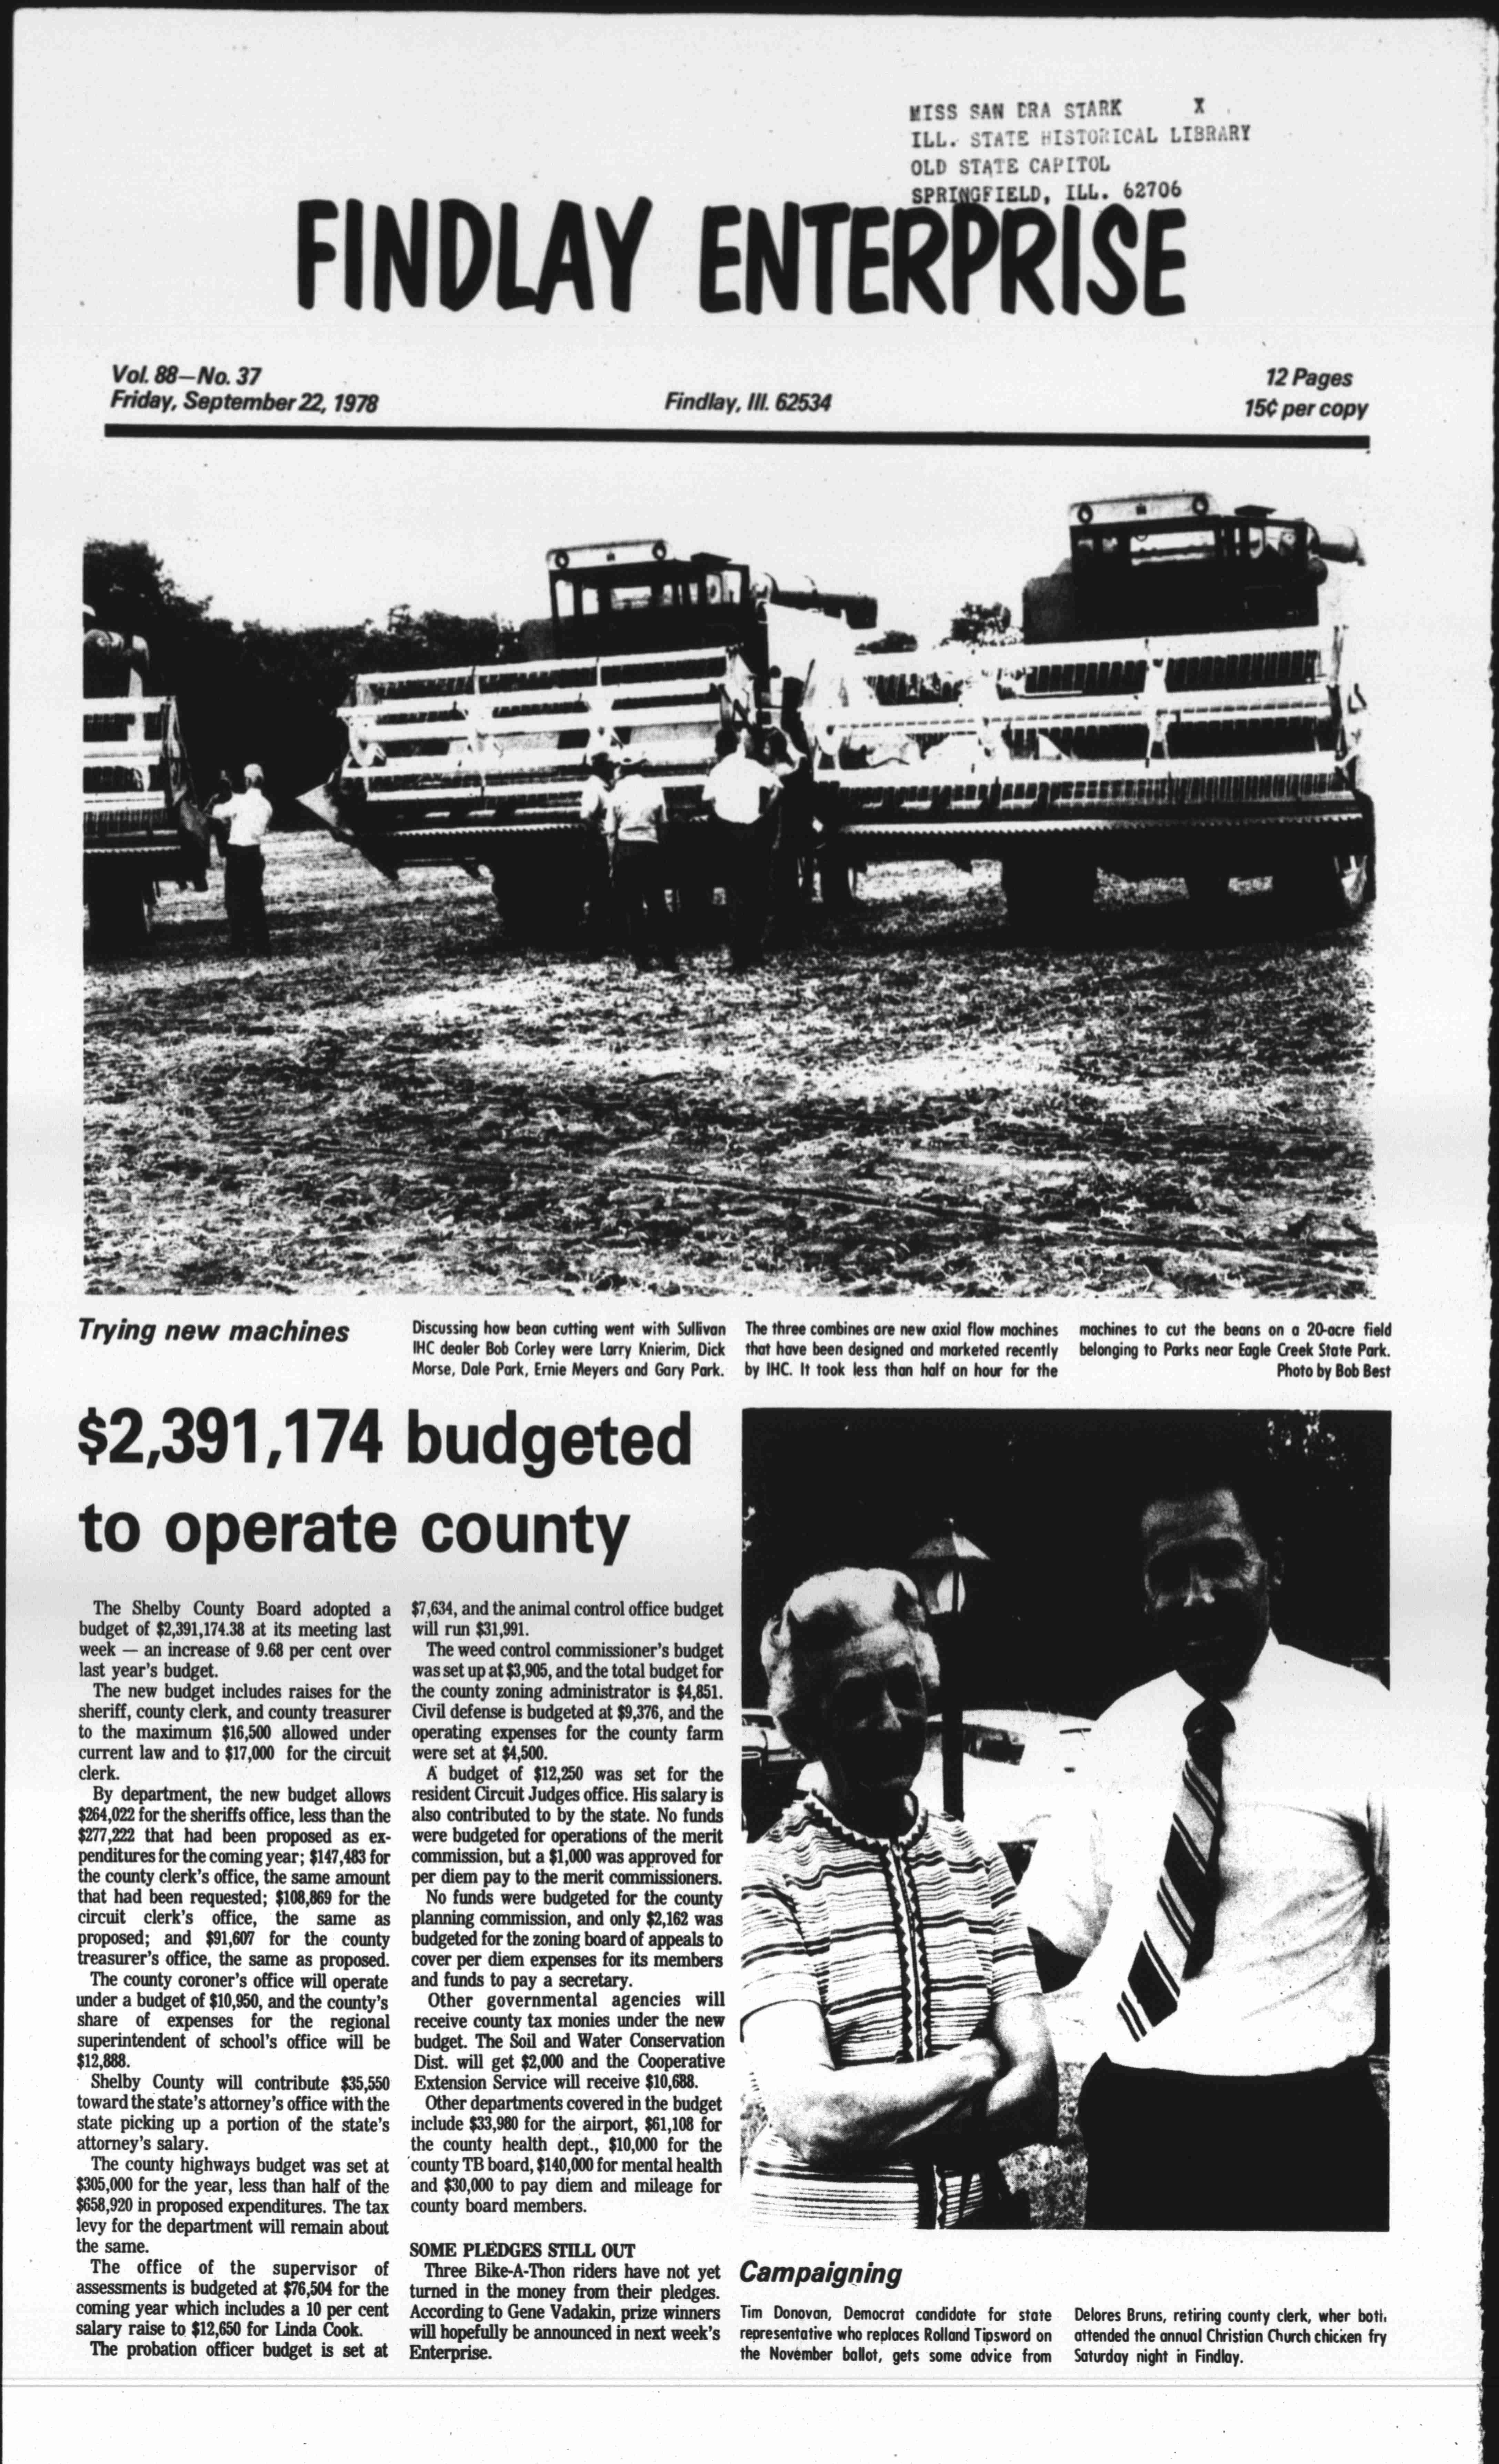 MISS SAN DRA STARK X
ILL. STATE HISTORICAL LIBRARY
OLD STATE CAPITOL
SPRINGFIELD, ILL. 62706
FINDLAY ENTERPRISE
Vol. 88—No. 37
Friday, September 22, 1978
Findlay, Ill. 62534
12 Pages
15¢ per copy
Trying new machines
Discussing how bean cutting went with Sullivan
IHC dealer Bob Corley were Larry Knierim, Dick
Morse, Dale Park, Ernie Meyers and Gary Park.
The three combines are new axial flow machines
that have been designed and marketed recently
by IHC. It took less than half an hour for the
machines to cut the beans on a 20-acre field
belonging to Parks near Eagle Creek State Park.
Photo by Bob Best
$2,391,174 budgeted
to operate county
The Shelby County Board adopted a
budget of $2,391,174.38 at its meeting last
week — an increase of 9.68 per cent over
last year's budget.
The new budget includes raises for the
sheriff, county clerk, and county treasurer
to the maximum $16,500 allowed under
current law and to $17,000 for the circuit
clerk.
By department, the new budget allows
$264,022 for the sheriffs office, less than the
$277,222 that had been proposed as ex-
penditures for the coming year; $147,483 for
the county clerk's office, the same amount
that had been requested; $108,869 for the
circuit clerk's office, the same as
proposed; and $91,607 for the county
treasurer's office, the same as proposed.
The county coroner's office will operate
under a budget of $10,950, and the county's
share of expenses for the regional
superintendent of school's office will be
$12,888.
Shelby County will contribute $35,550
toward the state's attorney's office with the
state picking up a portion of the state's
attorney's salary.
The county highways budget was set at
$305,000 for the year, less than half of the
$658,920 in proposed expenditures. The tax
levy for the department will remain about
the same.
The office of the supervisor of
assessments is budgeted at $76,504 for the
coming year which includes a 10 per cent
salary raise to $12,650 for Linda Cook.
The probation officer budget is set at
$7,634, and the animal control office budget
will run $31,991.
The weed control commissioner's budget
was set up at $3,905, and the total budget for
the county zoning administrator is $4,851.
Civil defense is budgeted at $9,376, and the
operating expenses for the county farm
were set at $4,500.
A budget of $12,250 was set for the
resident Circuit Judges office. His salary is
also contributed to by the state. No funds
were budgeted for operations of the merit
commission, but a $1,000 was approved for
per diem pay to the merit commissioners.
No funds were budgeted for the county
planning commission, and only $2,162 was
budgeted for the zoning board of appeals to
cover per diem expenses for its members
and funds to pay a secretary.
Other governmental agencies will
receive county tax monies under the new
budget. The Soil and Water Conservation
Dist. will get $2,000 and the Cooperative
Extension Service will receive $10,688.
Other departments covered in the budget
include $33,980 for the airport, $61,108 for
the county health dept., $10,000 for the
county TB board, $140,000 for mental health
and $30,000 to pay diem and mileage for
county board members.
SOME PLEDGES STILL OUT
Three Bike-A-Thon riders have not yet
turned in the money from their pledges.
According to Gene Vadakin, prize winners
will hopefully be announced in next week's
Enterprise.
Campaigning
Tim Donovan, Democrat candidate for state
representative who replaces Rolland Tipsword on
the November ballot, gets some advice from
Delores Bruns, retiring county clerk, wher both
attended the annual Christian Church chicken fry
Saturday night in Findlay.